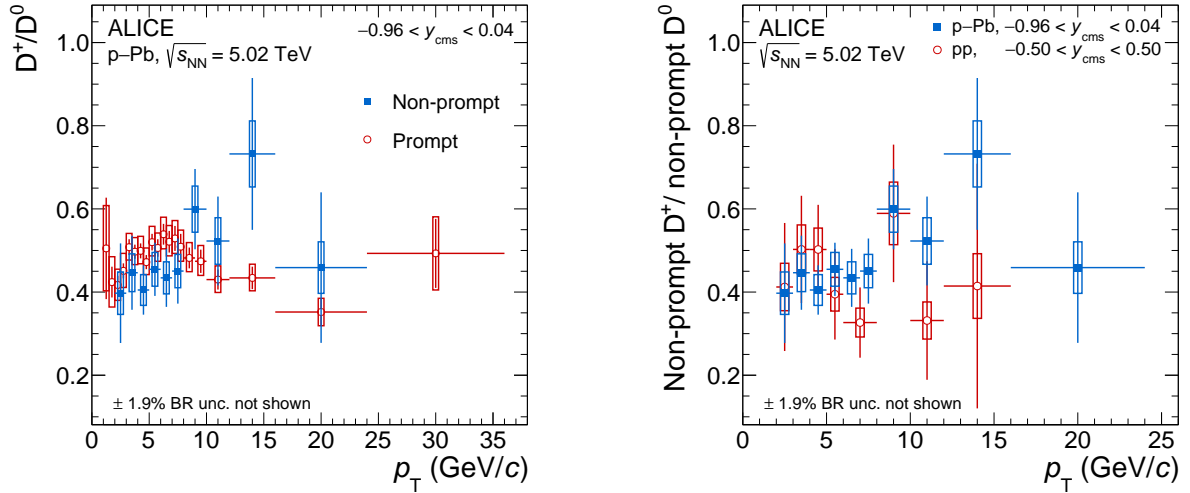 D⁺/D⁰
1.0
0.8
0.6
0.4
0.2
ALICE
−0.96 < y_cms < 0.04
p−Pb, √s_NN = 5.02 TeV
Non-prompt
Prompt
± 1.9% BR unc. not shown
0 5 10 15 20 25 30 35
p_T (GeV/c)
Non-prompt D⁺/ non-prompt D⁰
1.0
0.8
0.6
0.4
0.2
ALICE
√s_NN = 5.02 TeV
p−Pb, −0.96 < y_cms < 0.04
pp, −0.50 < y_cms < 0.50
± 1.9% BR unc. not shown
0 5 10 15 20 25
p_T (GeV/c)